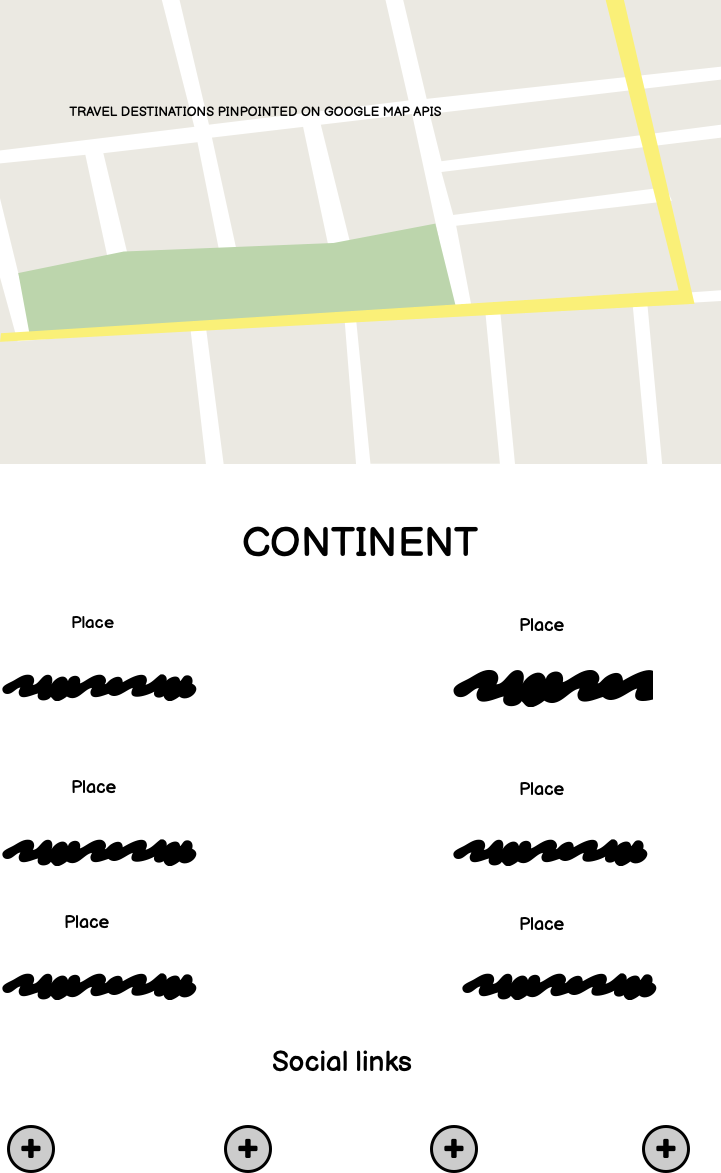 TRAVEL DESTINATIONS PINPOINTED ON GOOGLE MAP APIS
CONTINENT
Place
Place
Place
Place
Place
Place
Social links